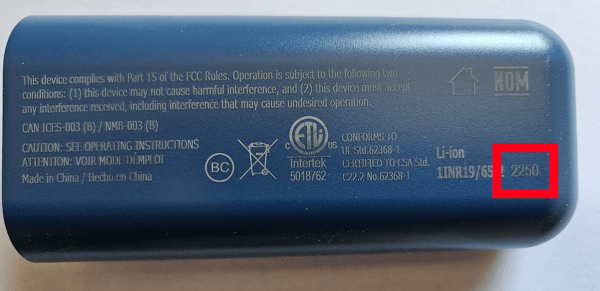 This device complies with Part 15 of the FCC Rules. Operation is subject to the following two
conditions: (1) this device may not cause harmful interference, and (2) this device must accept
any interference received, including interference that may cause undesired operation.
CAN ICES-003 (B) / NMB-003 (B)
CAUTION: SEE OPERATING INSTRUCTIONS
ATTENTION: VOIR MODE D'EMPLOI
Made in China / Hecho en China
BC
ETL
C US
Intertek
5018762
CONFORMS TO
UL Std.62368-1
CERTIFIED TO CSA Std.
C22.2 No.62368-1
NOM
Li-ion
2250